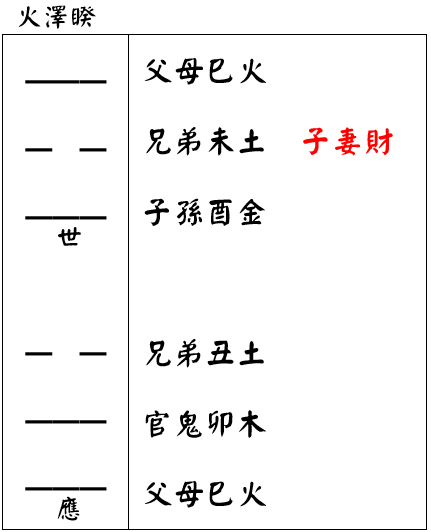 火澤睽
父母巳火
兄弟未土 子妻財
子孫酉金
世
兄弟丑土
官鬼卯木
父母巳火
應